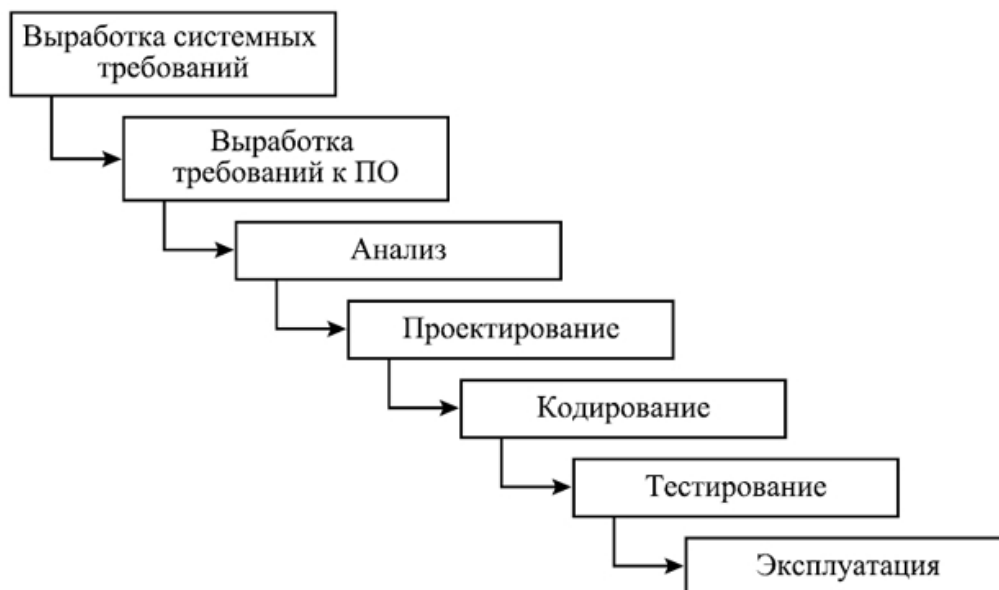 Выработка системных
требований
Выработка
требований к ПО
Анализ
Проектирование
Кодирование
Тестирование
Эксплуатация